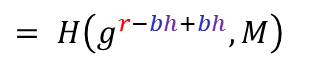 = H(g^{r-bh+bh}, M)